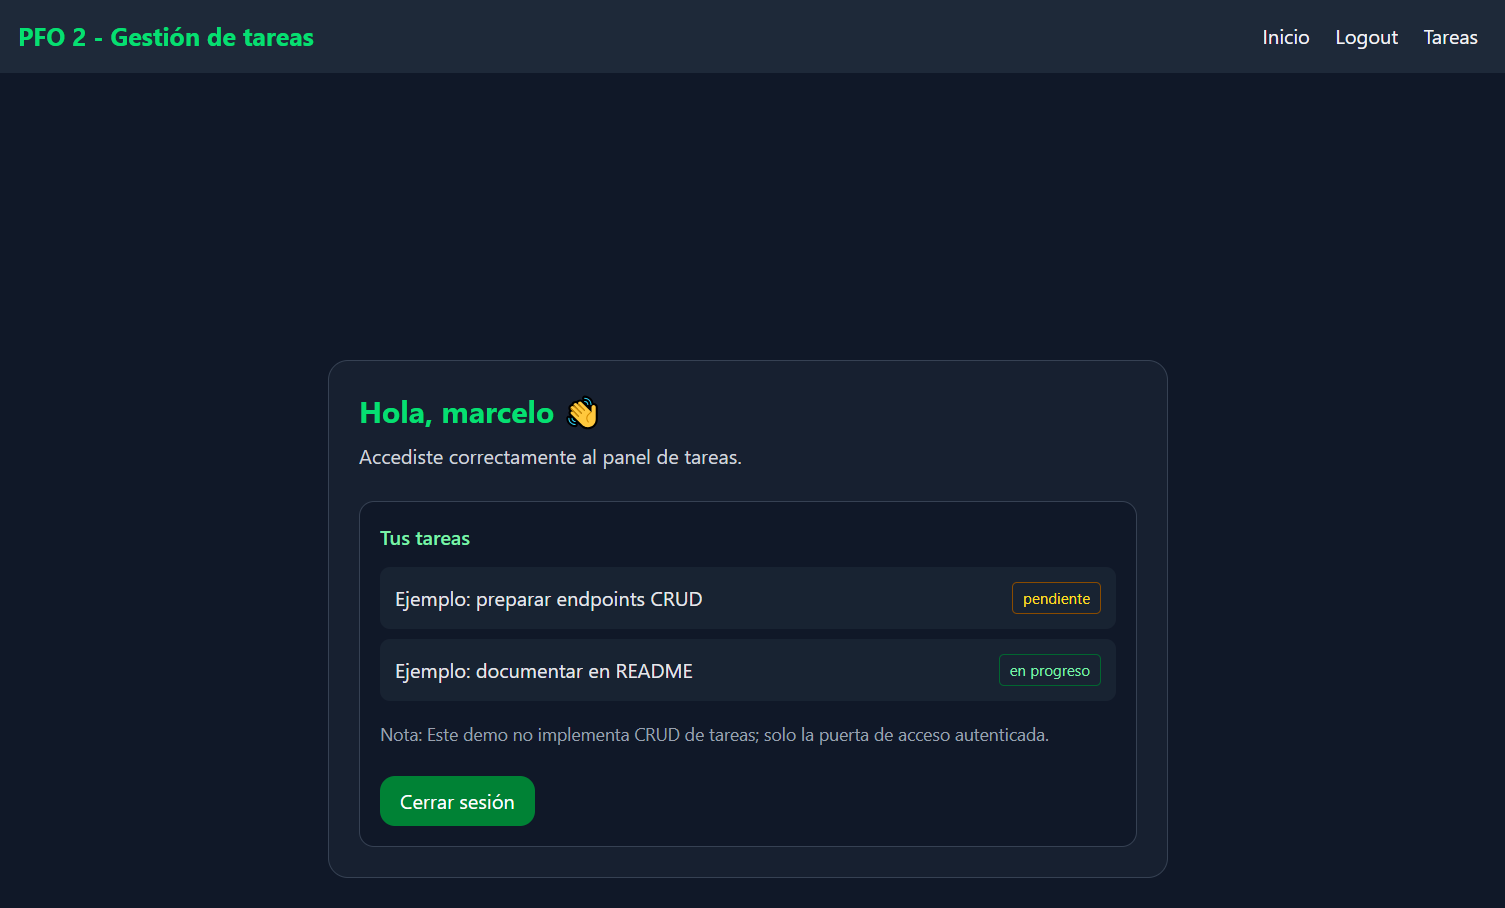 PFO 2 - Gestión de tareas
Inicio Logout Tareas
Hola, marcelo 👋
Accediste correctamente al panel de tareas.
Tus tareas
Ejemplo: preparar endpoints CRUD pendiente
Ejemplo: documentar en README en progreso
Nota: Este demo no implementa CRUD de tareas; solo la puerta de acceso autenticada.
Cerrar sesión